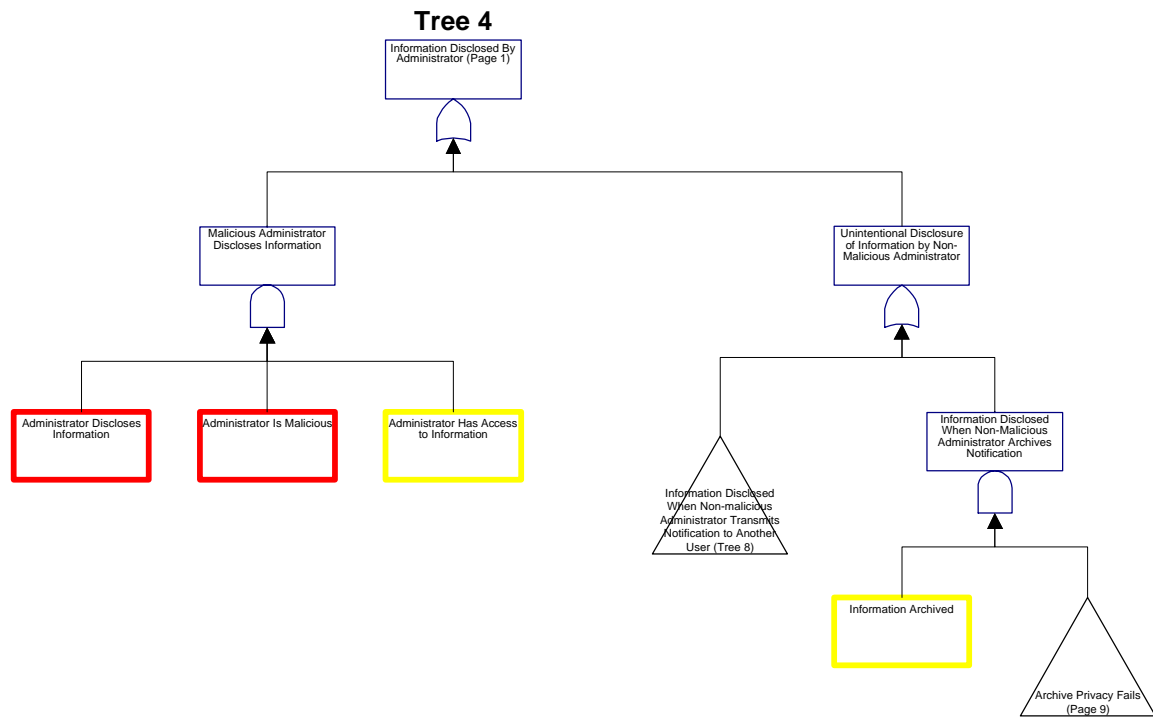 Tree 4
Information Disclosed By
Administrator (Page 1)
Malicious Administrator
Discloses Information
Unintentional Disclosure
of Information by Non-
Malicious Administrator
Administrator Discloses
Information
Administrator Is Malicious
Administrator Has Access
to Information
Information Disclosed
When Non-Malicious
Administrator Archives
Notification
Information Disclosed
When Non-malicious
Administrator Transmits
Notification to Another
User (Tree 8)
Information Archived
Archive Privacy Fails
(Page 9)